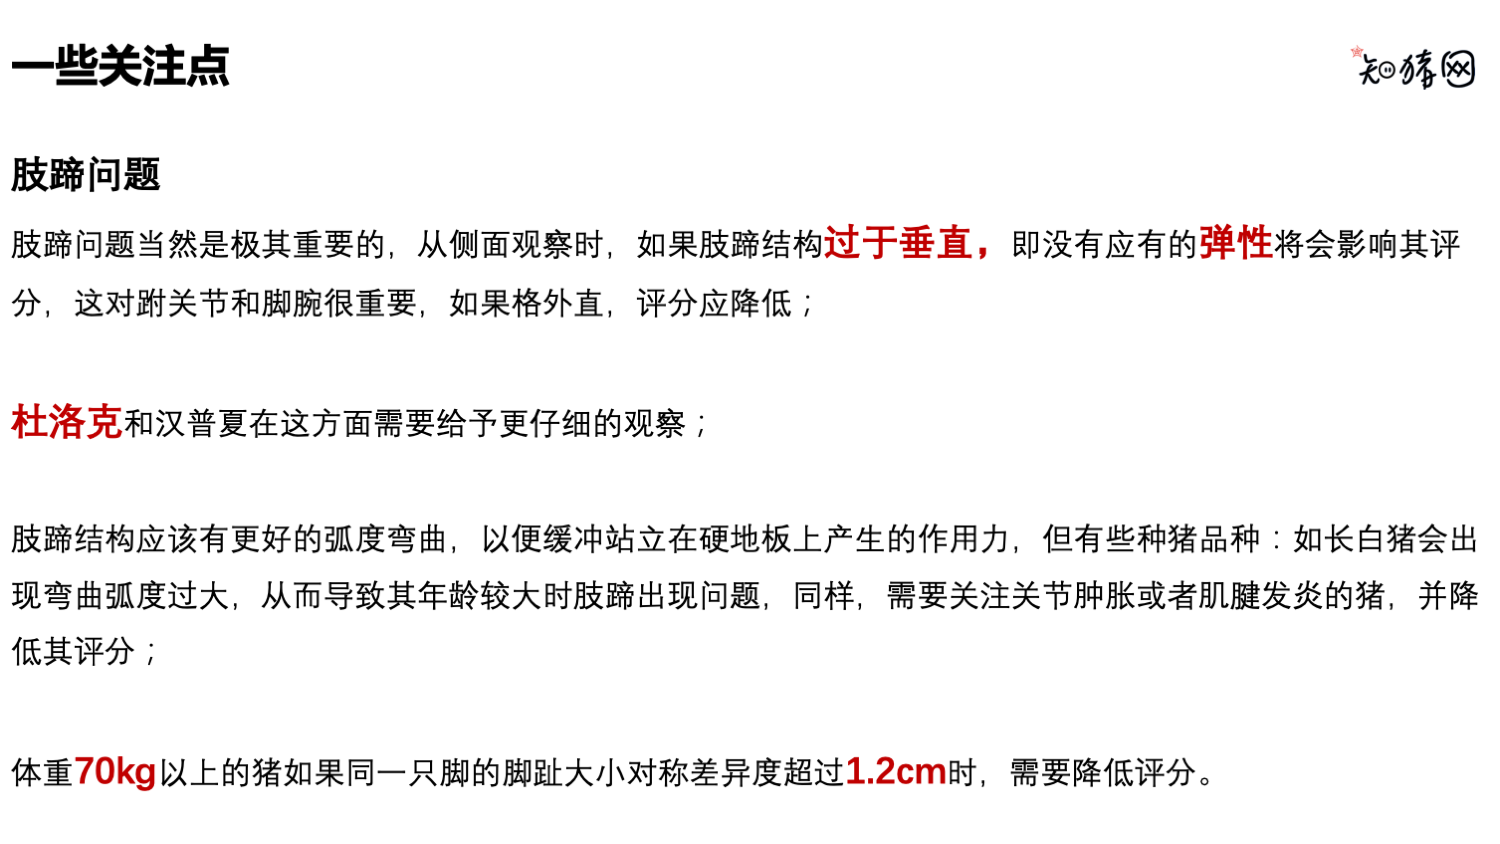 一些关注点
知猪网
肢蹄问题
肢蹄问题当然是极其重要的，从侧面观察时，如果肢蹄结构过于垂直，即没有应有的弹性将会影响其评
分，这对跗关节和脚腕很重要，如果格外直，评分应降低；
杜洛克和汉普夏在这方面需要给予更仔细的观察；
肢蹄结构应该有更好的弧度弯曲，以便缓冲站立在硬地板上产生的作用力，但有些种猪品种：如长白猪会出
现弯曲弧度过大，从而导致其年龄较大时肢蹄出现问题，同样，需要关注关节肿胀或者肌腱发炎的猪，并降
低其评分；
体重70kg以上的猪如果同一只脚的脚趾大小对称差异度超过1.2cm时，需要降低评分。